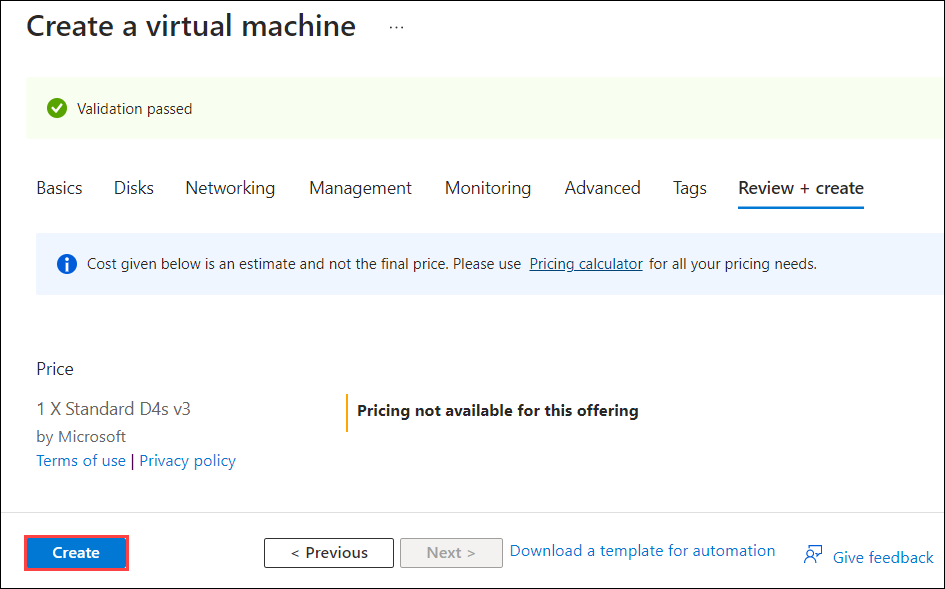 Create a virtual machine ...
Validation passed
Basics Disks Networking Management Monitoring Advanced Tags Review + create
Cost given below is an estimate and not the final price. Please use Pricing calculator for all your pricing needs.
Price
1 X Standard D4s v3
by Microsoft
Terms of use | Privacy policy
Pricing not available for this offering
Create < Previous Next > Download a template for automation Give feedback